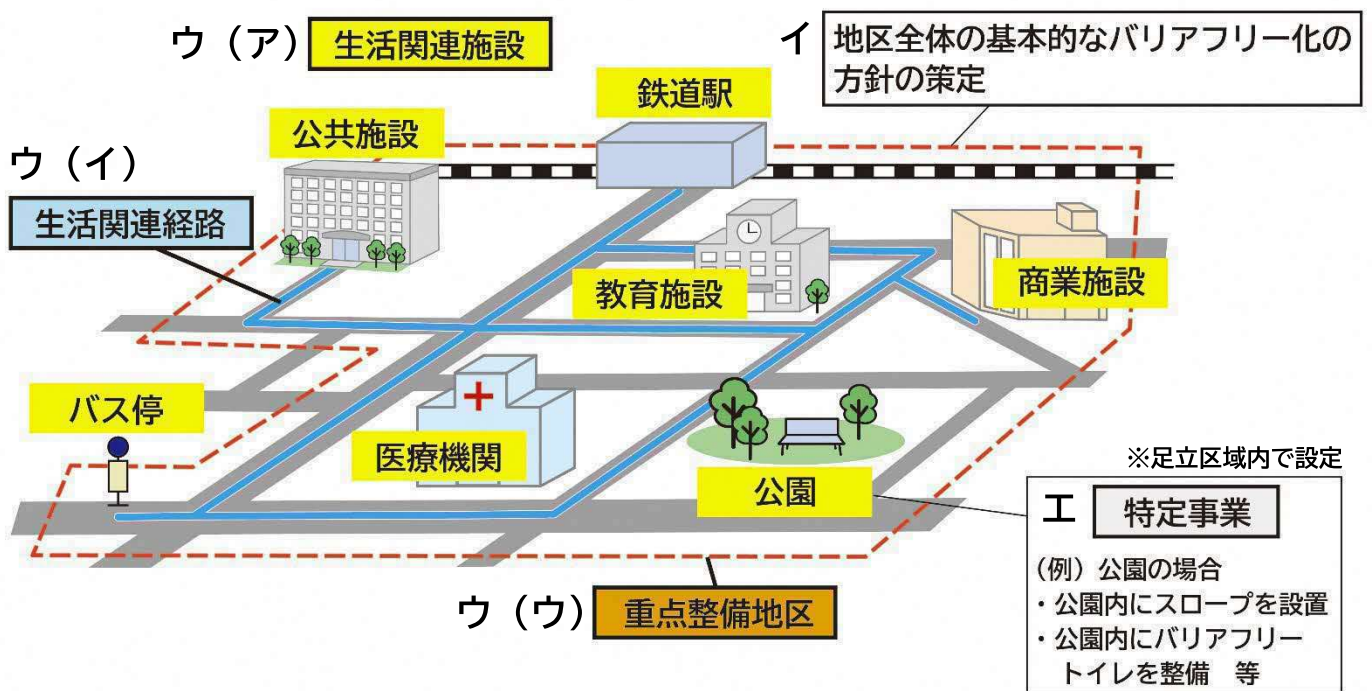 ウ（ア）
生活関連施設
イ
地区全体の基本的なバリアフリー化の
方針の策定
鉄道駅
公共施設
ウ（イ）
生活関連経路
教育施設
商業施設
バス停
医療機関
公園
※足立区域内で設定
エ
特定事業
（例）公園の場合
・公園内にスロープを設置
・公園内にバリアフリー
トイレを整備　等
ウ（ウ）
重点整備地区